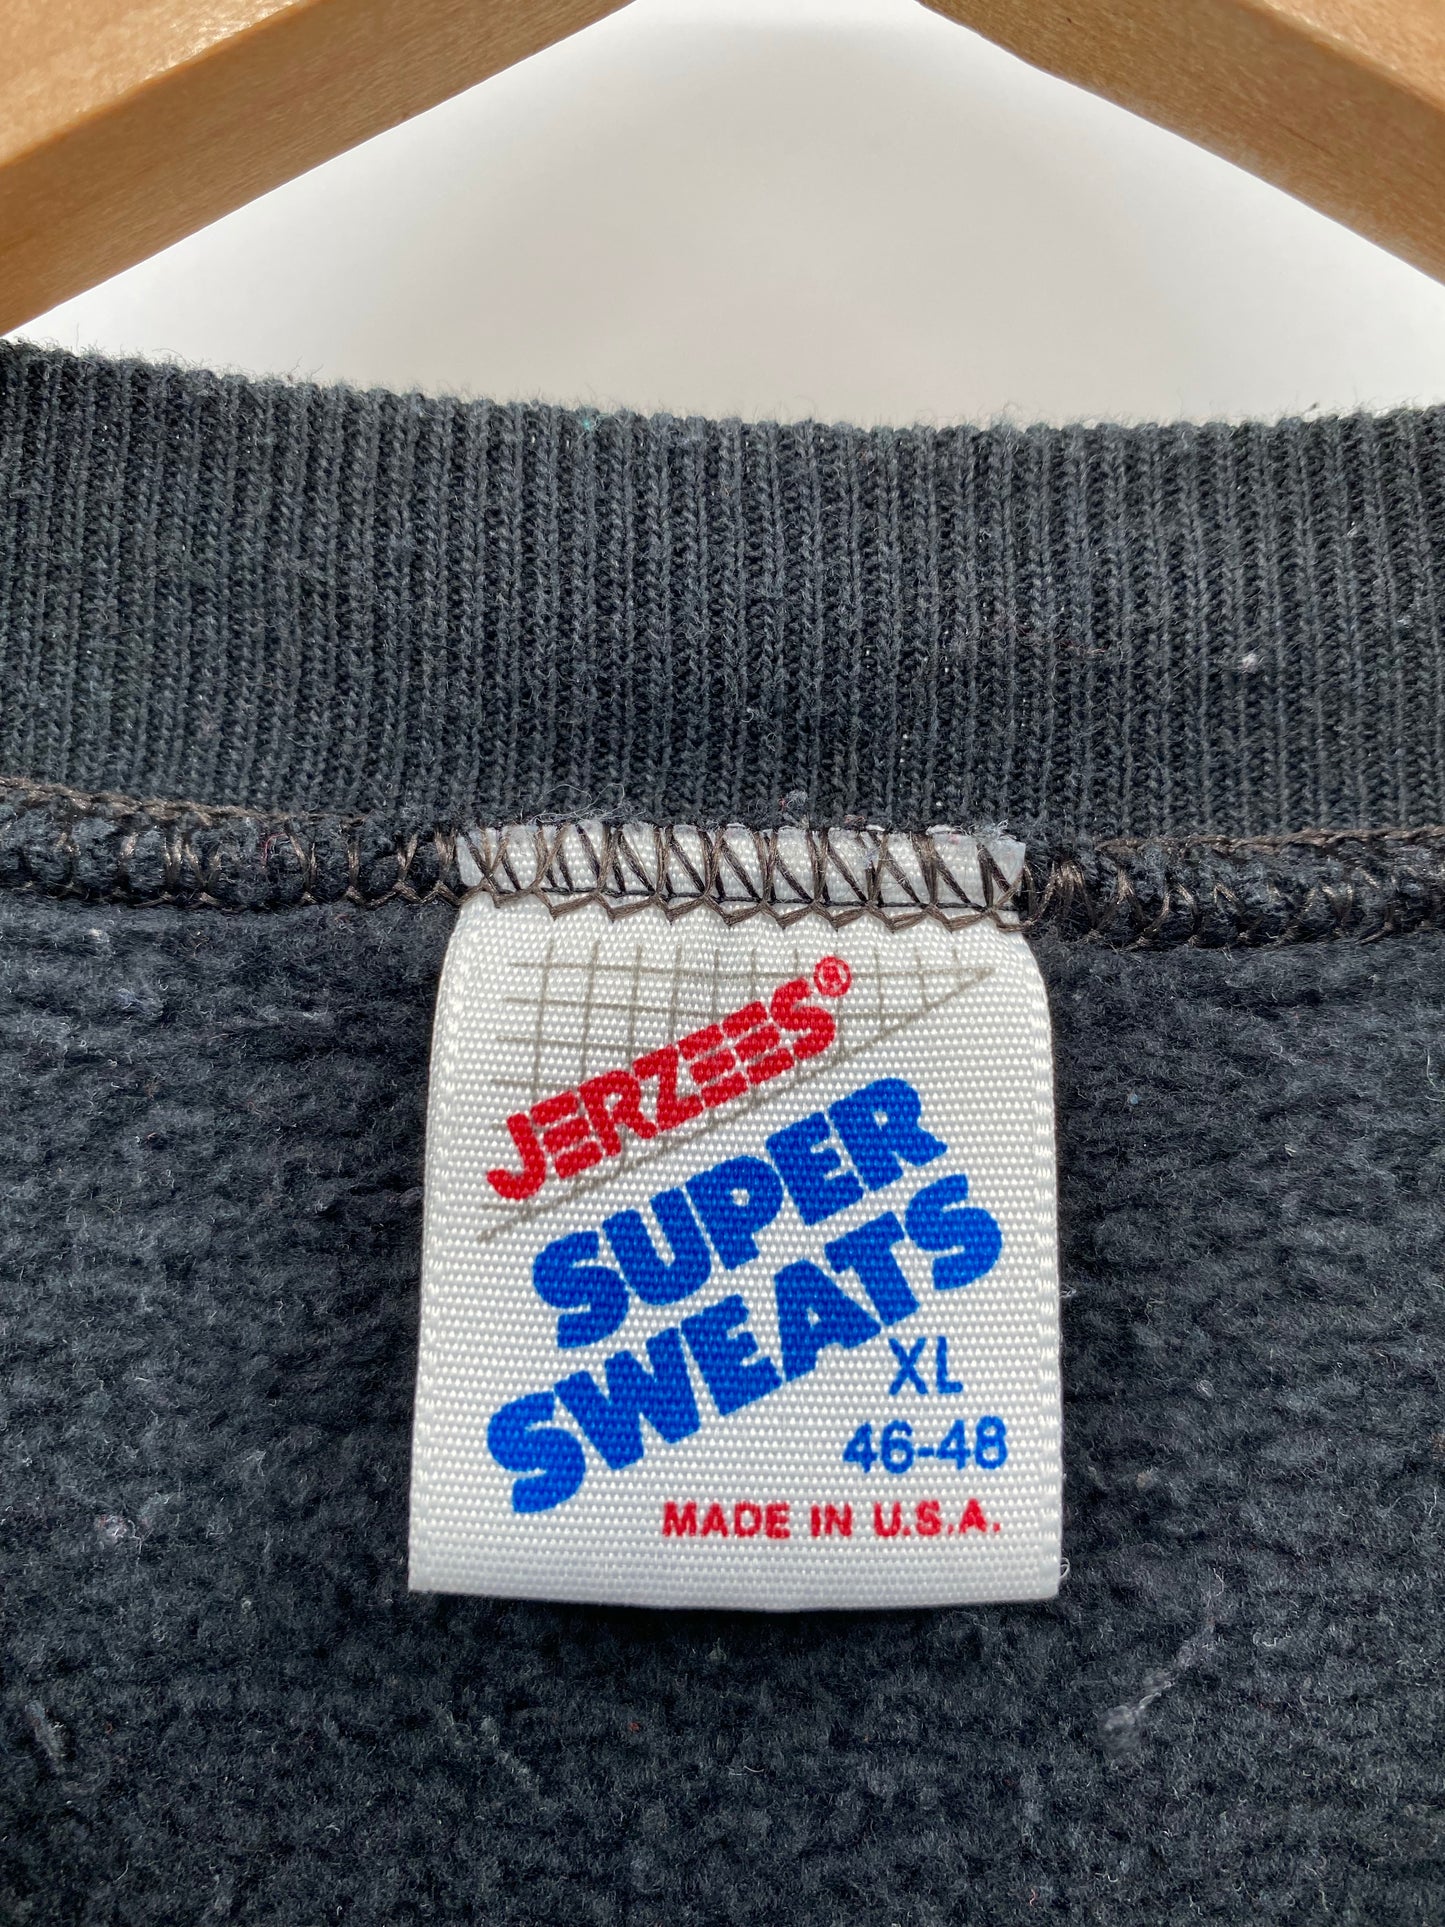 JERZEES®
SUPER
SWEATS
XL
46-48
MADE IN U.S.A.